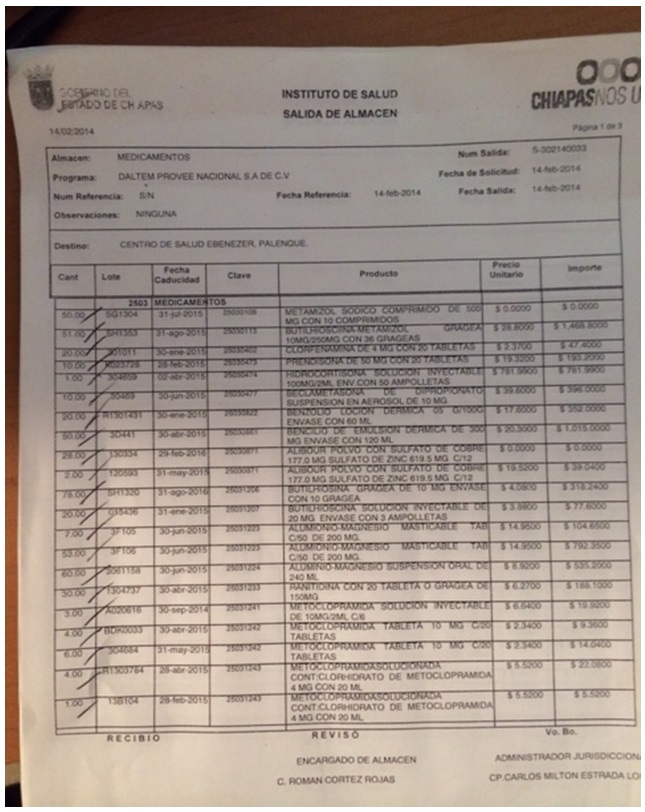 GOBIERNO DEL
ESTADO DE CHIAPAS
INSTITUTO DE SALUD
SALIDA DE ALMACEN
CHIAPASNOS U
14/02/2014
Página 1 de 3
Almacen: MEDICAMENTOS Num Salida: S-002140033
Programa: DALTEM PROVEE NACIONAL S.A DE C.V Fecha de Solicitud: 14-feb-2014
Num Referencia: S/N Fecha Referencia: 14-feb-2014 Fecha Salida: 14-feb-2014
Observaciones: NINGUNA
Destino: CENTRO DE SALUD EBENEZER, PALENQUE.
Cant Lote Fecha Caducidad Clave Producto Precio Unitario Importe
2503 MEDICAMENTOS
50.00 SG1304 31-jul-2015 25030108 METAMIZOL SODICO COMPRIMIDO DE 500 $ 0.0000 $ 0.0000
MG CON 10 COMPRIMIDOS
51.00 SH1353 31-ago-2015 25030113 BUTILHIOSCINA-METAMIZOL GRAGEA $ 28.8000 $ 1,468.8000
10MG/250MG CON 36 GRAGEAS
20.00 301011 30-ene-2015 25030402 CLORFENAMINA DE 4 MG CON 20 TABLETAS $ 2.3700 $ 47.4000
10.00 28-feb-2015 25030473 PRENDISONA DE 50 MG CON 20 TABLETAS $ 19.3200 $ 193.2000
1.00 304659 02-abr-2015 25030474 HIDROCORTISONA SOLUCION INYECTABLE $ 781.9900 $ 781.9900
100MG/2ML ENV.CON 50 AMPOLLETAS
10.00 30469 30-jun-2015 25030477 BECLAMETASONA DE DIPROPIONATO $ 39.6000 $ 396.0000
SUSPENSION EN AEROSOL DE 10 MG
20.00 R1301431 30-ene-2015 25030822 BENZOLIO LOCION DERMICA 05 G/100G $ 17.6000 $ 352.0000
ENVASE CON 60 ML
50.00 3D441 30-abr-2015 25030861 BENCILIO DE EMULSION DERMICA DE 300 $ 20.3000 $ 1,015.0000
MG ENVASE CON 120 ML
28.00 130334 29-feb-2016 25030871 ALIBOUR POLVO CON SULFATO DE COBRE $ 0.0000 $ 0.0000
177.0 MG SULFATO DE ZINC 619.5 MG C/12
2.00 120593 31-may-2015 25030871 ALIBOUR POLVO CON SULFATO DE COBRE $ 19.5200 $ 39.0400
177.0 MG SULFATO DE ZINC 619.5 MG C/12
78.00 SH1320 31-ago-2016 25031206 BUTILHIOSINA GRAGEA DE 10 MG ENVASE $ 4.0800 $ 318.2400
CON 10 GRAGEA
20.00 31-ene-2016 25031207 BUTILHIOSCINA SOLUCION INYECTABLE DE $ 3.8800 $ 77.6000
20 MG ENVASE CON 3 AMPOLLETAS
7.00 3F105 30-jun-2015 25031223 ALUMIONIO-MAGNESIO MASTICABLE TAB $ 14.9500 $ 104.6500
C/50 DE 200 MG.
53.00 3F106 30-jun-2015 25031223 ALUMIONIO-MAGNESIO MASTICABLE TAB $ 14.9500 $ 792.3500
C/50 DE 200 MG.
60.00 3061158 30-jun-2015 25031224 ALUMINIO-MAGNESIO SUSPENSION ORAL DE $ 8.9200 $ 535.2000
240 ML
30.00 1304737 30-abr-2015 25031233 RANITIDINA CON 20 TABLETA O GRAGEA DE $ 6.2700 $ 188.1000
150MG
3.00 A020616 30-sep-2014 25031241 METOCLOPRAMIDA SOLUCION INYECTABLE $ 6.6400 $ 19.9200
DE 10MG/2ML C/6
4.00 BDK0033 30-abr-2015 25031242 METOCLOPRAMIDA TABLETA 10 MG C/20 $ 2.3400 $ 9.3600
TABLETAS
6.00 304684 31-may-2015 25031242 METOCLOPRAMIDA TABLETA 10 MG C/20 $ 2.3400 $ 14.0400
TABLETAS
4.00 R1303784 28-abr-2015 25031243 METOCLOPRAMIDASOLUCIONADA $ 5.5200 $ 22.0800
CONT:CLORHIDRATO DE METOCLOPRAMIDA
4 MG CON 20 ML
1.00 13B104 28-feb-2015 25031243 METOCLOPRAMIDASOLUCIONADA $ 5.5200 $ 5.5200
CONT:CLORHIDRATO DE METOCLOPRAMIDA
4 MG CON 20 ML
RECIBIO REVISÓ Vo. Bo.
ENCARGADO DE ALMACEN ADMINISTRADOR JURISDICCION
C. ROMAN CORTEZ ROJAS CP.CARLOS MILTON ESTRADA LO